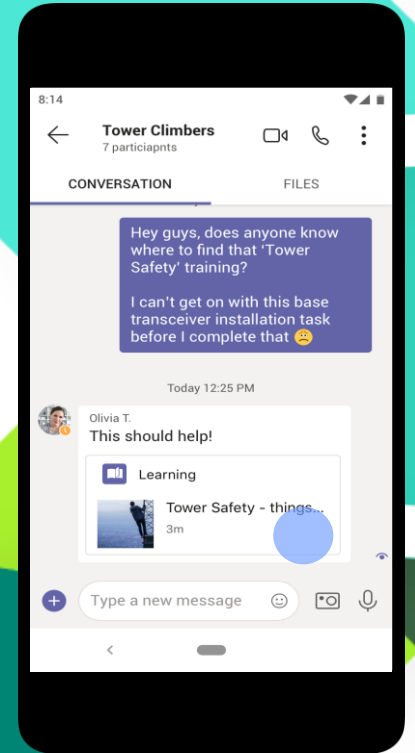 8:14
Tower Climbers
7 particiapnts
CONVERSATION
FILES
Hey guys, does anyone know
where to find that ‘Tower
Safety’ training?
I can’t get on with this base
transceiver installation task
before I complete that
Today 12:25 PM
Olivia T.
This should help!
Learning
Tower Safety - things...
3m
Type a new message